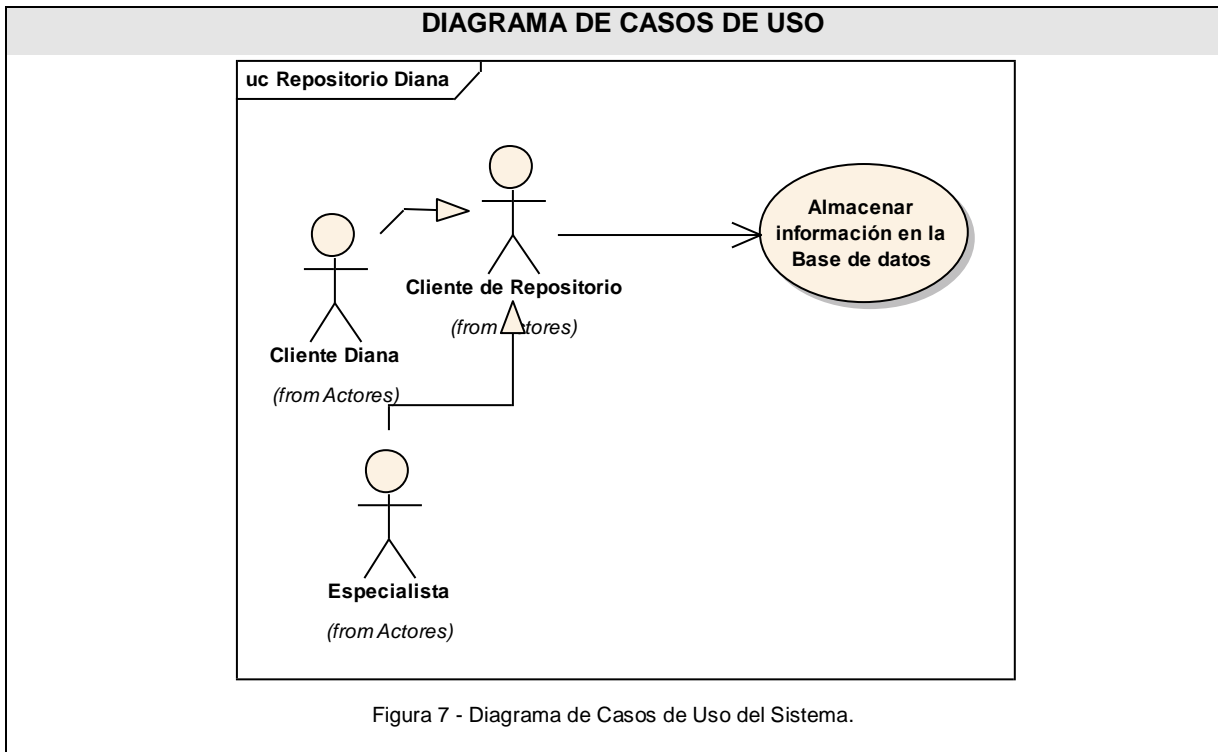 DIAGRAMA DE CASOS DE USO
uc Repositorio Diana
Almacenar
información en la
Base de datos
Cliente de Repositorio
(from Actores)
Cliente Diana
(from Actores)
Especialista
(from Actores)
Figura 7 - Diagrama de Casos de Uso del Sistema.